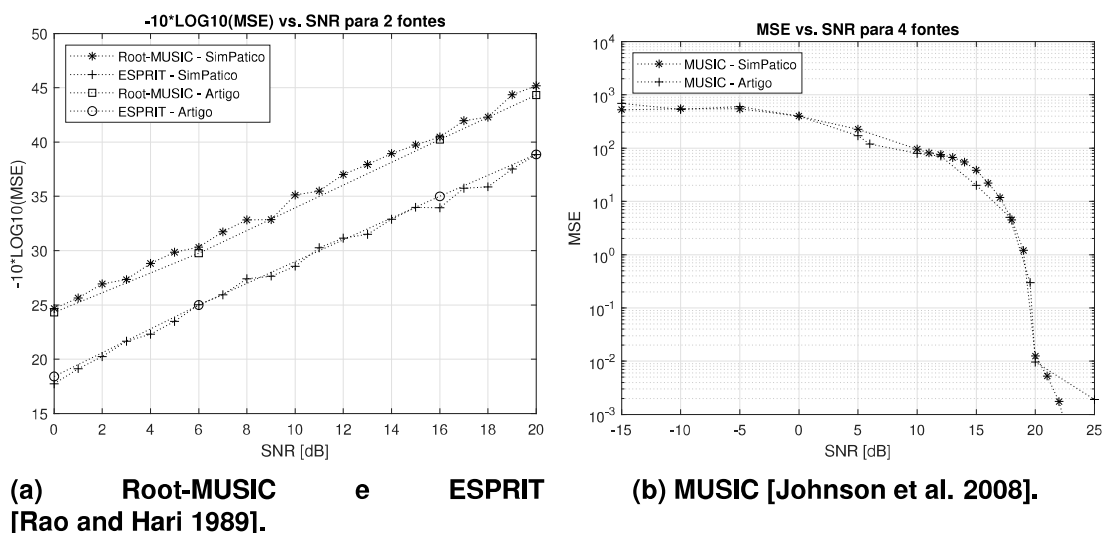 -10*LOG10(MSE) vs. SNR para 2 fontes
50
45
40
35
30
25
20
15
-10*LOG10(MSE)
Root-MUSIC - SimPatico
ESPRIT - SimPatico
Root-MUSIC - Artigo
ESPRIT - Artigo
0 2 4 6 8 10 12 14 16 18 20
SNR [dB]
(a) Root-MUSIC e ESPRIT
[Rao and Hari 1989].
MSE vs. SNR para 4 fontes
10^4
10^3
10^2
10^1
10^0
10^-1
10^-2
10^-3
MSE
MUSIC - SimPatico
MUSIC - Artigo
-15 -10 -5 0 5 10 15 20 25
SNR [dB]
(b) MUSIC [Johnson et al. 2008].